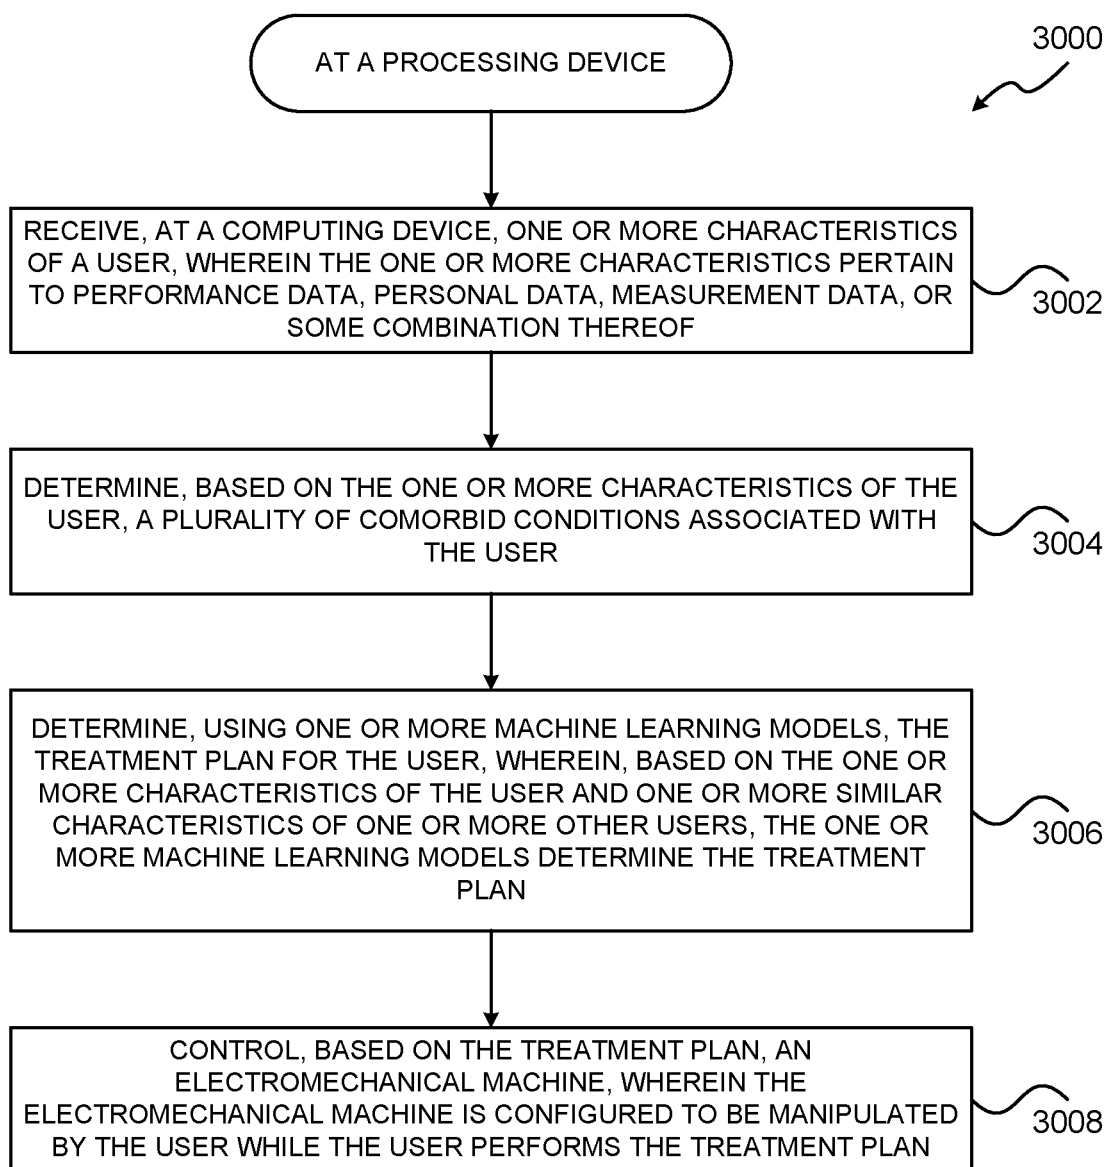 AT A PROCESSING DEVICE
3000
RECEIVE, AT A COMPUTING DEVICE, ONE OR MORE CHARACTERISTICS
OF A USER, WHEREIN THE ONE OR MORE CHARACTERISTICS PERTAIN
TO PERFORMANCE DATA, PERSONAL DATA, MEASUREMENT DATA, OR
SOME COMBINATION THEREOF
3002
DETERMINE, BASED ON THE ONE OR MORE CHARACTERISTICS OF THE
USER, A PLURALITY OF COMORBID CONDITIONS ASSOCIATED WITH
THE USER
3004
DETERMINE, USING ONE OR MORE MACHINE LEARNING MODELS, THE
TREATMENT PLAN FOR THE USER, WHEREIN, BASED ON THE ONE OR
MORE CHARACTERISTICS OF THE USER AND ONE OR MORE SIMILAR
CHARACTERISTICS OF ONE OR MORE OTHER USERS, THE ONE OR
MORE MACHINE LEARNING MODELS DETERMINE THE TREATMENT
PLAN
3006
CONTROL, BASED ON THE TREATMENT PLAN, AN
ELECTROMECHANICAL MACHINE, WHEREIN THE
ELECTROMECHANICAL MACHINE IS CONFIGURED TO BE MANIPULATED
BY THE USER WHILE THE USER PERFORMS THE TREATMENT PLAN
3008